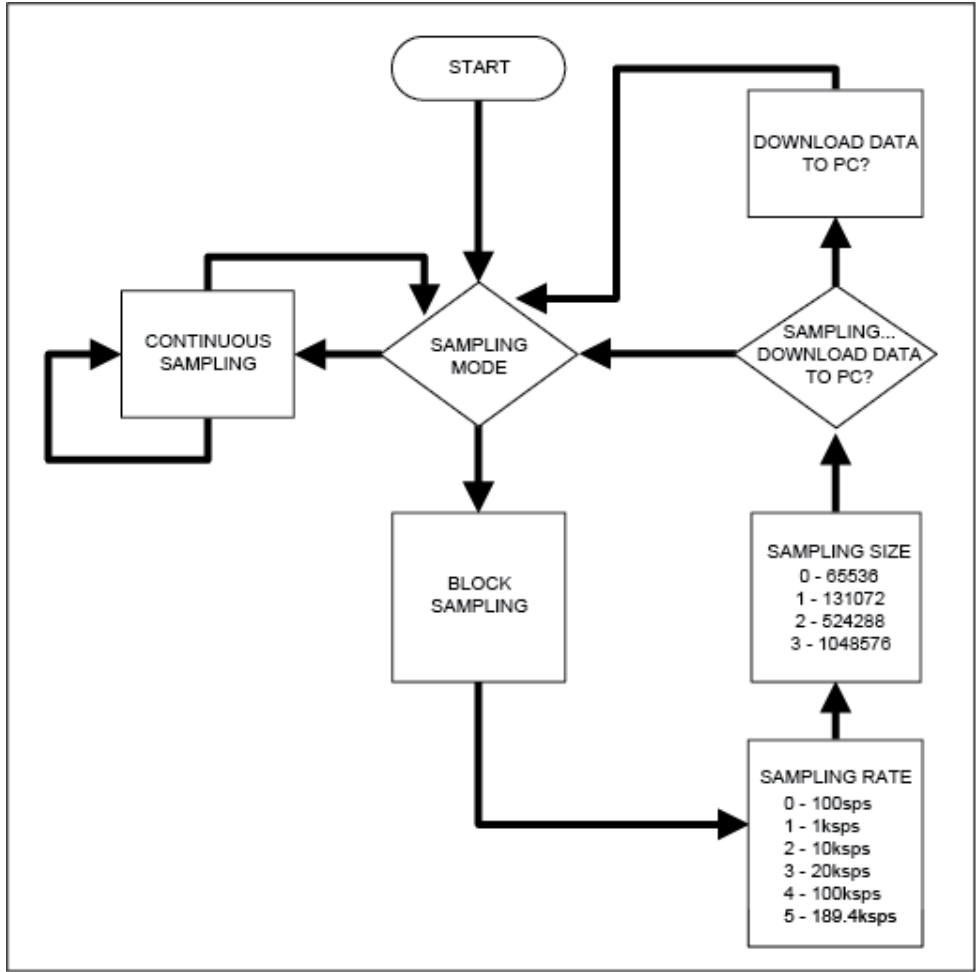 START
DOWNLOAD DATA
TO PC?
CONTINUOUS
SAMPLING
SAMPLING
MODE
SAMPLING...
DOWNLOAD DATA
TO PC?
BLOCK
SAMPLING
SAMPLING SIZE
0 - 65536
1 - 131072
2 - 524288
3 - 1048576
SAMPLING RATE
0 - 100sps
1 - 1ksps
2 - 10ksps
3 - 20ksps
4 - 100ksps
5 - 189.4ksps